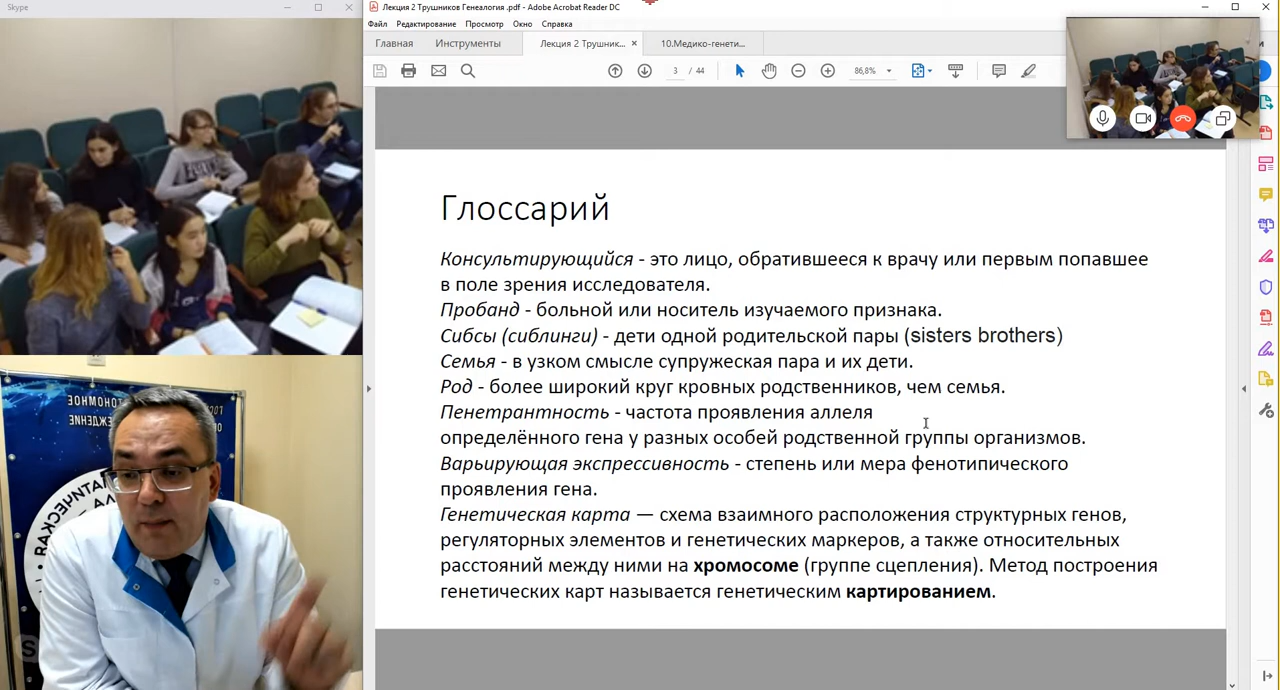 Skype
Лекция 2 Трушников Генеалогия .pdf - Adobe Acrobat Reader DC
Файл Редактирование Просмотр Окно Справка
Главная Инструменты Лекция 2 Трушник... × 10.Медико-генети...
3 / 44 86,8%
Глоссарий
Консультирующийся - это лицо, обратившееся к врачу или первым попавшее
в поле зрения исследователя.
Пробанд - больной или носитель изучаемого признака.
Сибсы (сиблинги) - дети одной родительской пары (sisters brothers)
Семья - в узком смысле супружеская пара и их дети.
Род - более широкий круг кровных родственников, чем семья.
Пенетрантность - частота проявления аллеля
определённого гена у разных особей родственной группы организмов.
Варьирующая экспрессивность - степень или мера фенотипического
проявления гена.
Генетическая карта — схема взаимного расположения структурных генов,
регуляторных элементов и генетических маркеров, а также относительных
расстояний между ними на хромосоме (группе сцепления). Метод построения
генетических карт называется генетическим картированием.